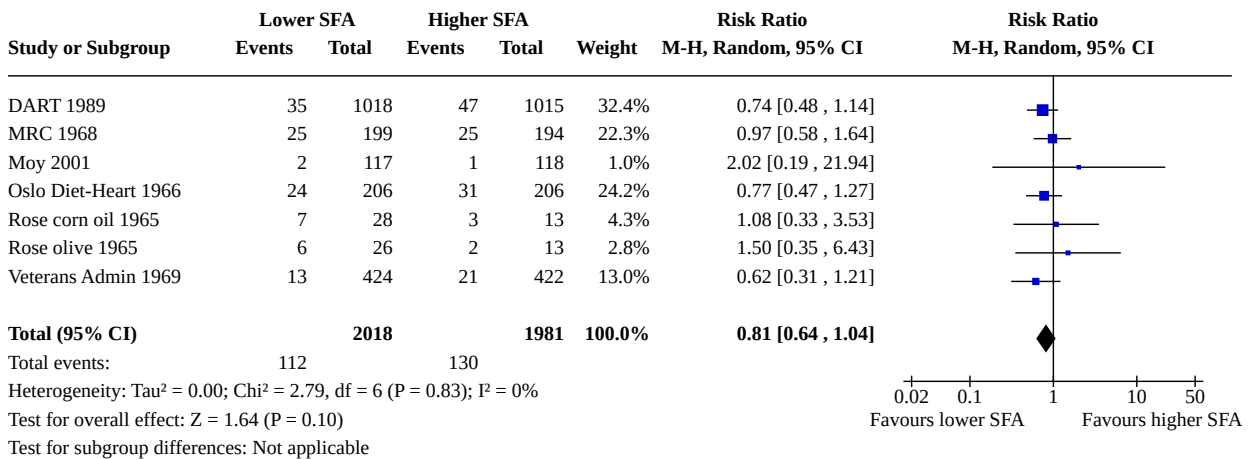 Lower SFA Higher SFA Risk Ratio Risk Ratio
Study or Subgroup Events Total Events Total Weight M-H, Random, 95% CI M-H, Random, 95% CI
DART 1989 35 1018 47 1015 32.4% 0.74 [0.48 , 1.14]
MRC 1968 25 199 25 194 22.3% 0.97 [0.58 , 1.64]
Moy 2001 2 117 1 118 1.0% 2.02 [0.19 , 21.94]
Oslo Diet-Heart 1966 24 206 31 206 24.2% 0.77 [0.47 , 1.27]
Rose corn oil 1965 7 28 3 13 4.3% 1.08 [0.33 , 3.53]
Rose olive 1965 6 26 2 13 2.8% 1.50 [0.35 , 6.43]
Veterans Admin 1969 13 424 21 422 13.0% 0.62 [0.31 , 1.21]
Total (95% CI) 2018 1981 100.0% 0.81 [0.64 , 1.04]
Total events: 112 130
Heterogeneity: Tau² = 0.00; Chi² = 2.79, df = 6 (P = 0.83); I² = 0%
0.02 0.1 1 10 50
Test for overall effect: Z = 1.64 (P = 0.10)
Favours lower SFA Favours higher SFA
Test for subgroup differences: Not applicable